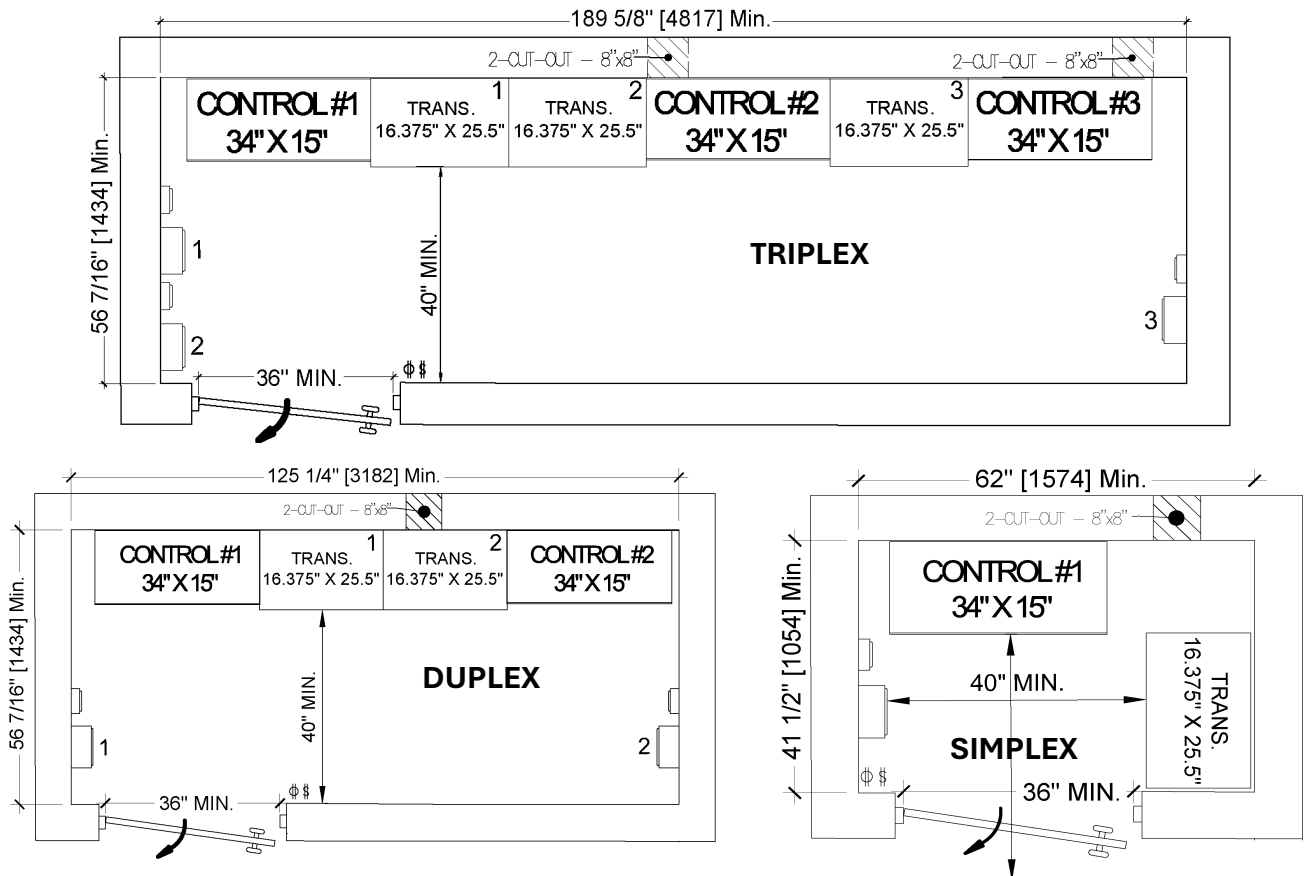 189 5/8" [4817] Min.
2-CUT-OUT - 8"x8"
2-CUT-OUT - 8"x8"
CONTROL #1
34" X 15"
1
TRANS.
16.375" X 25.5"
2
TRANS.
16.375" X 25.5"
CONTROL #2
34" X 15"
3
TRANS.
16.375" X 25.5"
CONTROL #3
34" X 15"
56 7/16" [1434] Min.
1
2
40" MIN.
TRIPLEX
3
36" MIN.
125 1/4" [3182] Min.
2-CUT-OUT - 8"x8"
CONTROL #1
34" X 15"
1
TRANS.
16.375" X 25.5"
2
TRANS.
16.375" X 25.5"
CONTROL #2
34" X 15"
56 7/16" [1434] Min.
1
40" MIN.
DUPLEX
2
36" MIN.
62" [1574] Min.
2-CUT-OUT - 8"x8"
CONTROL #1
34" X 15"
41 1/2" [1054] Min.
40" MIN.
TRANS.
16.375" X 25.5"
SIMPLEX
36" MIN.